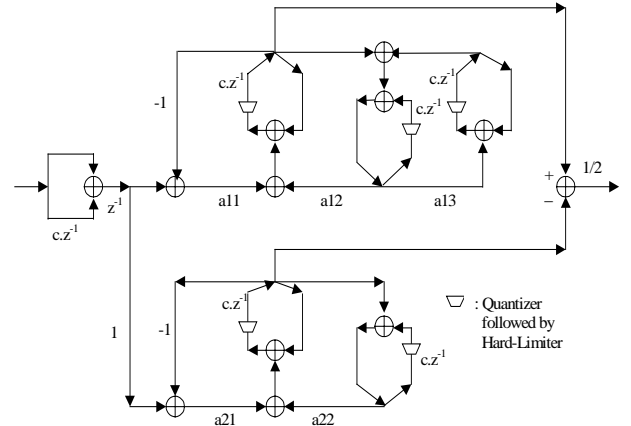 c.z-1
c.z-1
c.z-1
-1
a11
a12
a13
z-1
c.z-1
+
−
1/2
1
-1
c.z-1
c.z-1
a21
a22
: Quantizer
followed by
Hard-Limiter